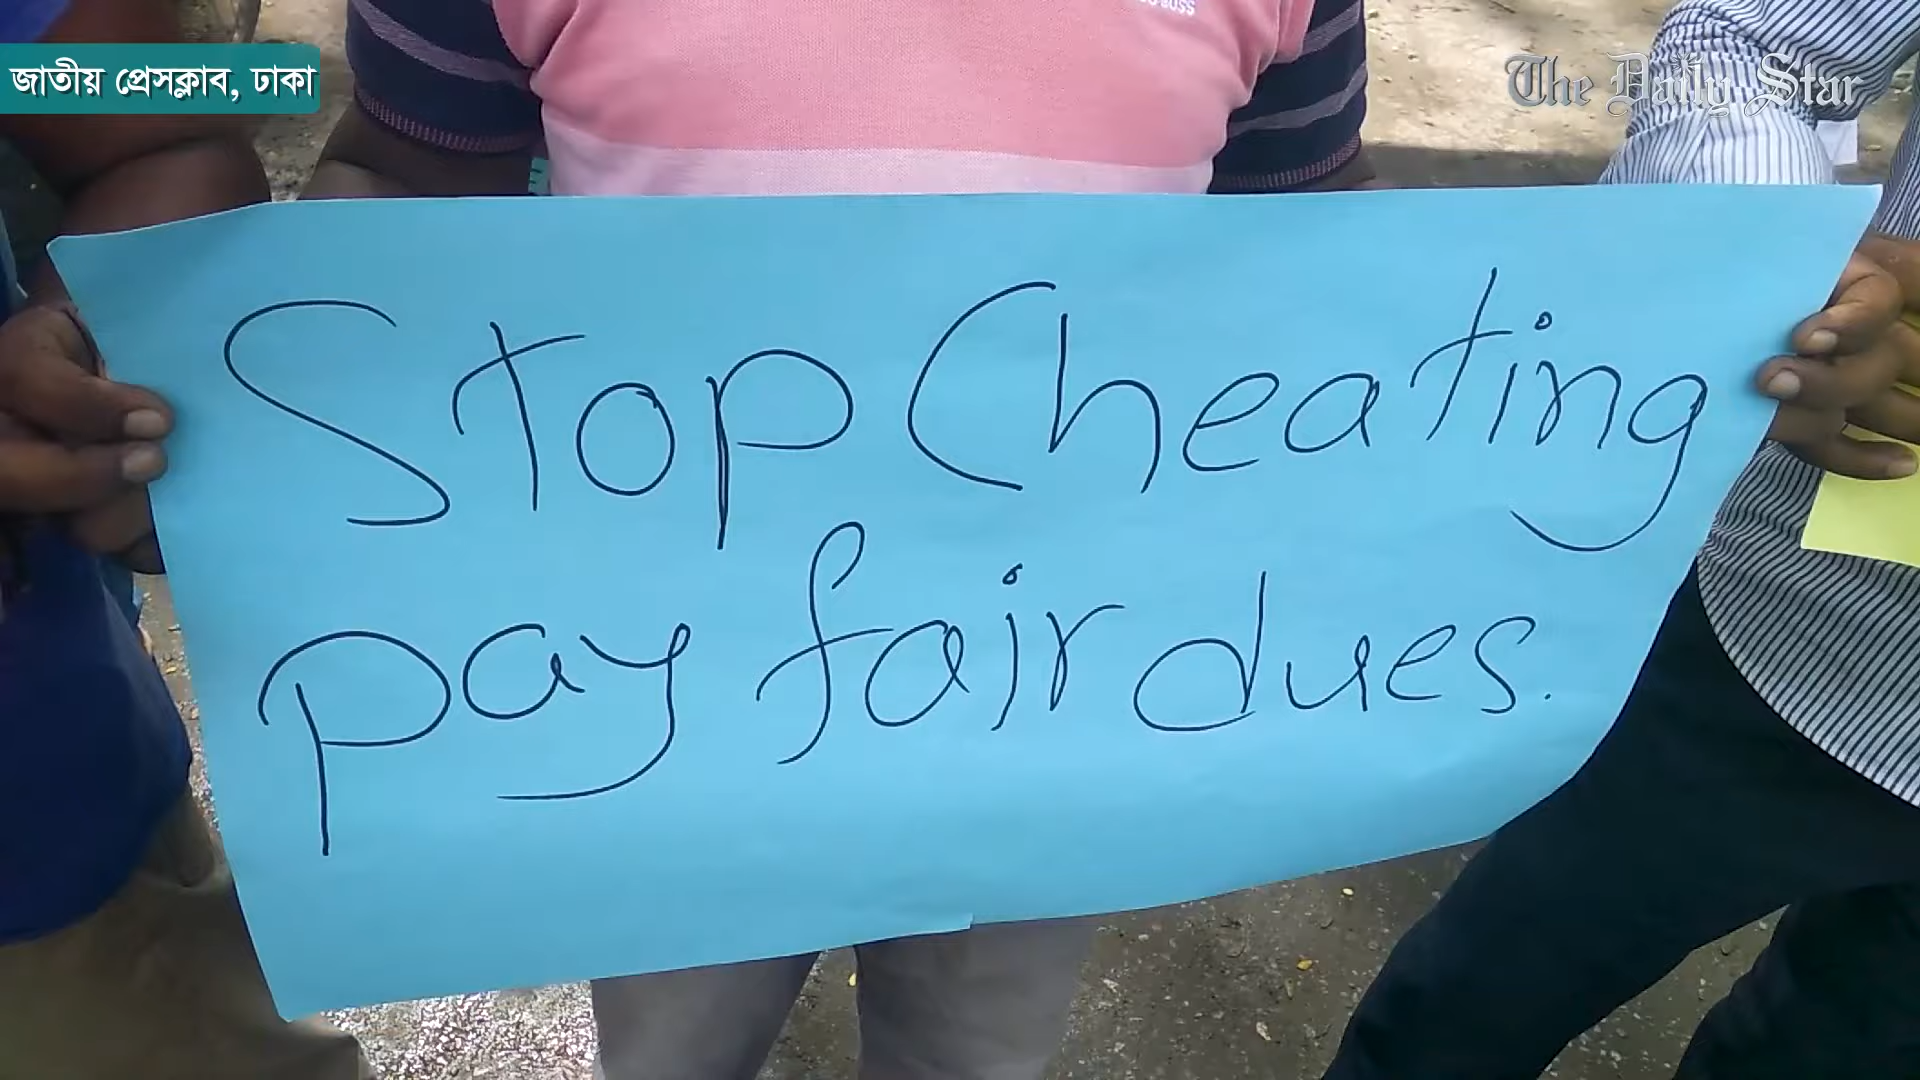 জাতীয় প্রেসক্লাব, ঢাকা
The Daily Star
Stop Cheating
pay fair dues.